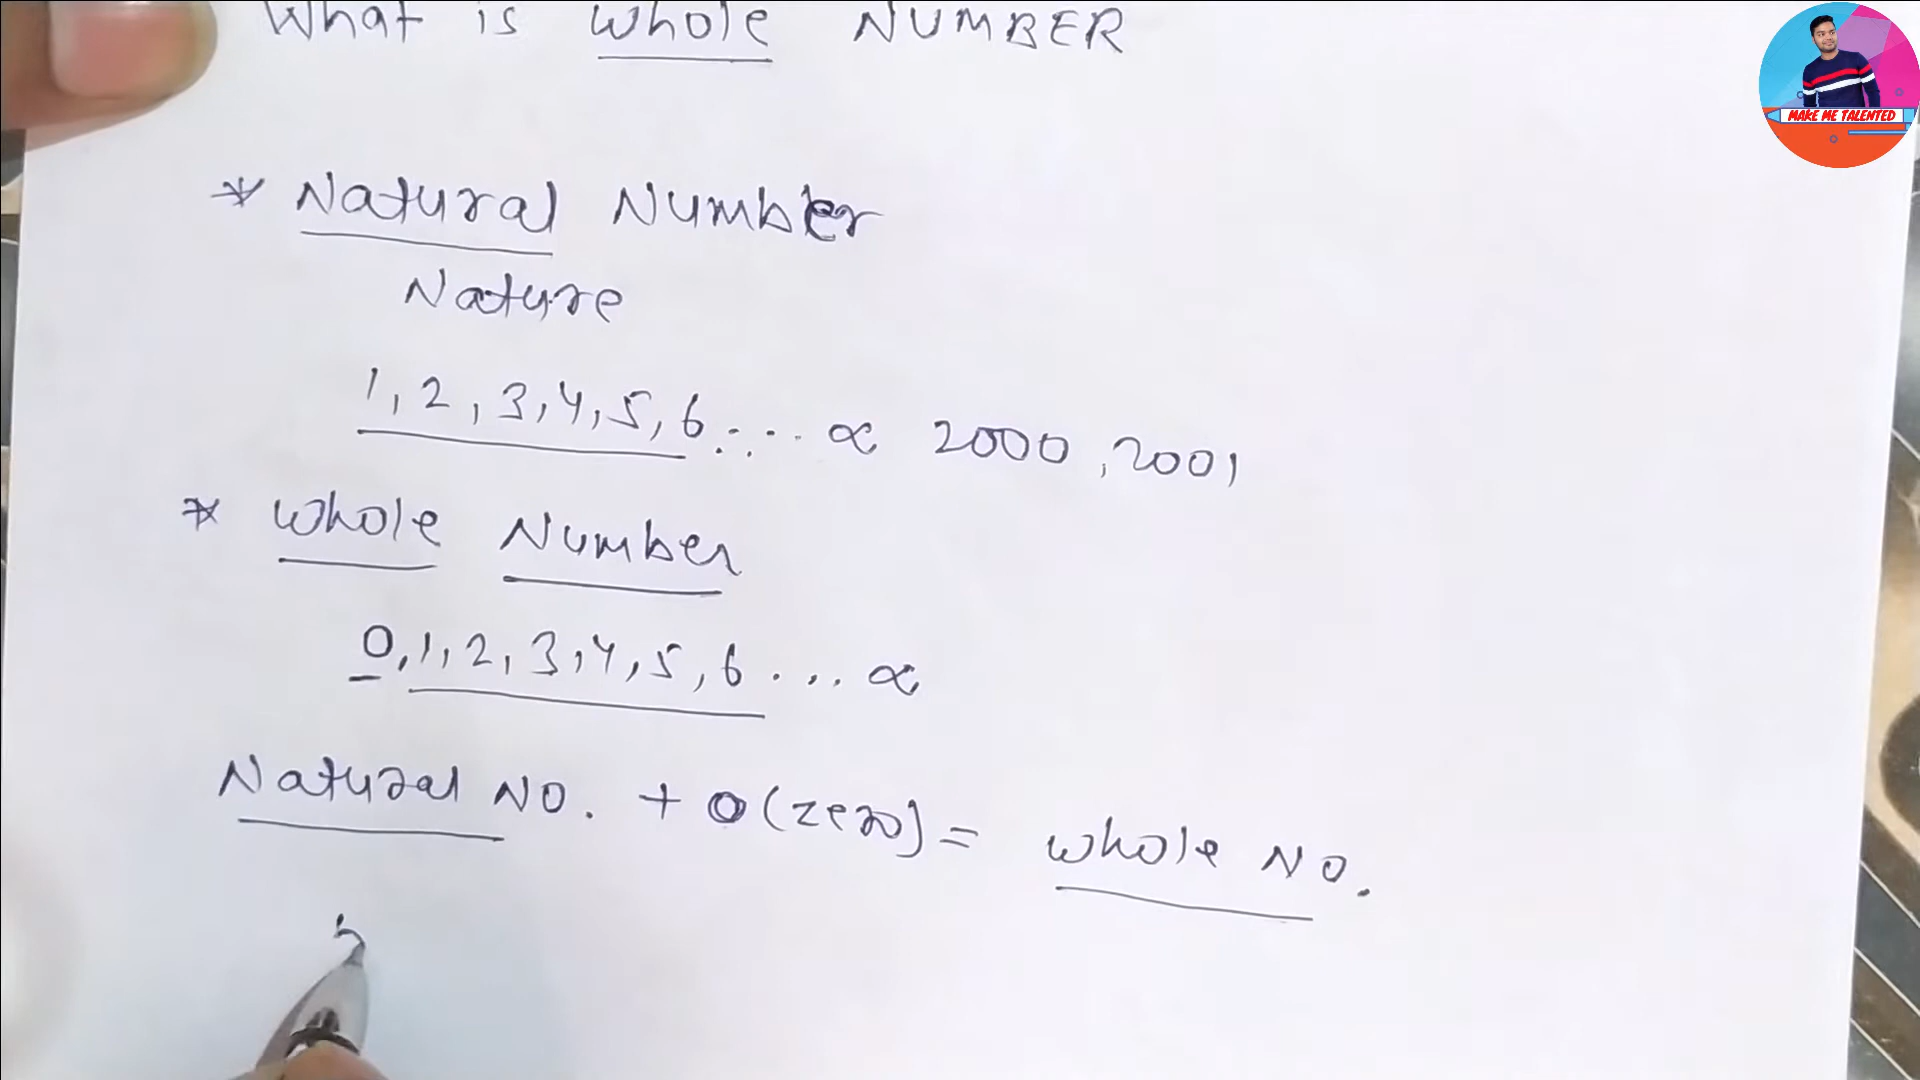 What is whole NUMBER
MAKE ME TALENTED
* Natural Number
Nature
1, 2, 3, 4, 5, 6 ..... ∝ 2000, 2001
* Whole Number
0, 1, 2, 3, 4, 5, 6 .... ∝
Natural NO. + 0 (zero) = whole NO.
5